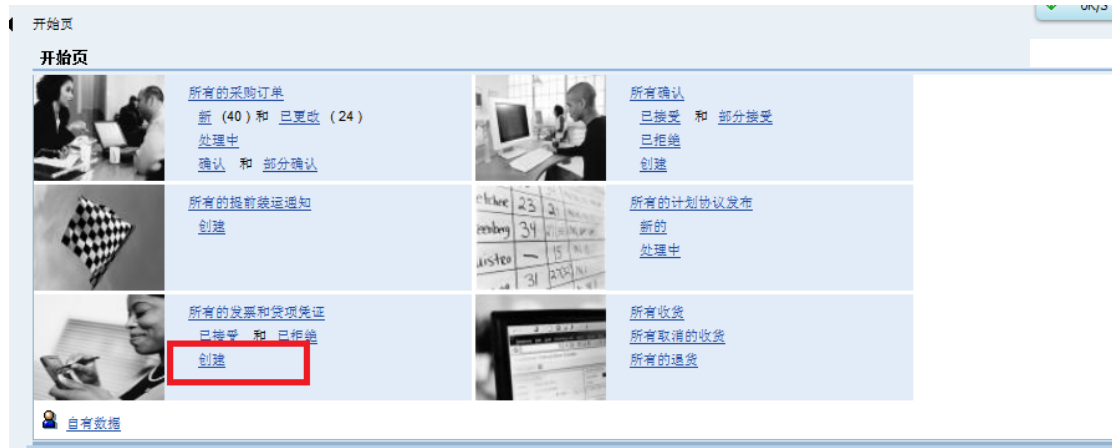 0K/S
开始页
开始页
所有的采购订单
新 (40)和 已更改 (24)
处理中
确认 和 部分确认
所有确认
已接受 和 部分接受
已拒绝
创建
所有的提前装运通知
创建
所有的计划协议发布
新的
处理中
所有的发票和贷项凭证
已接受 和 已拒绝
创建
所有收货
所有取消的收货
所有的退货
自有数据